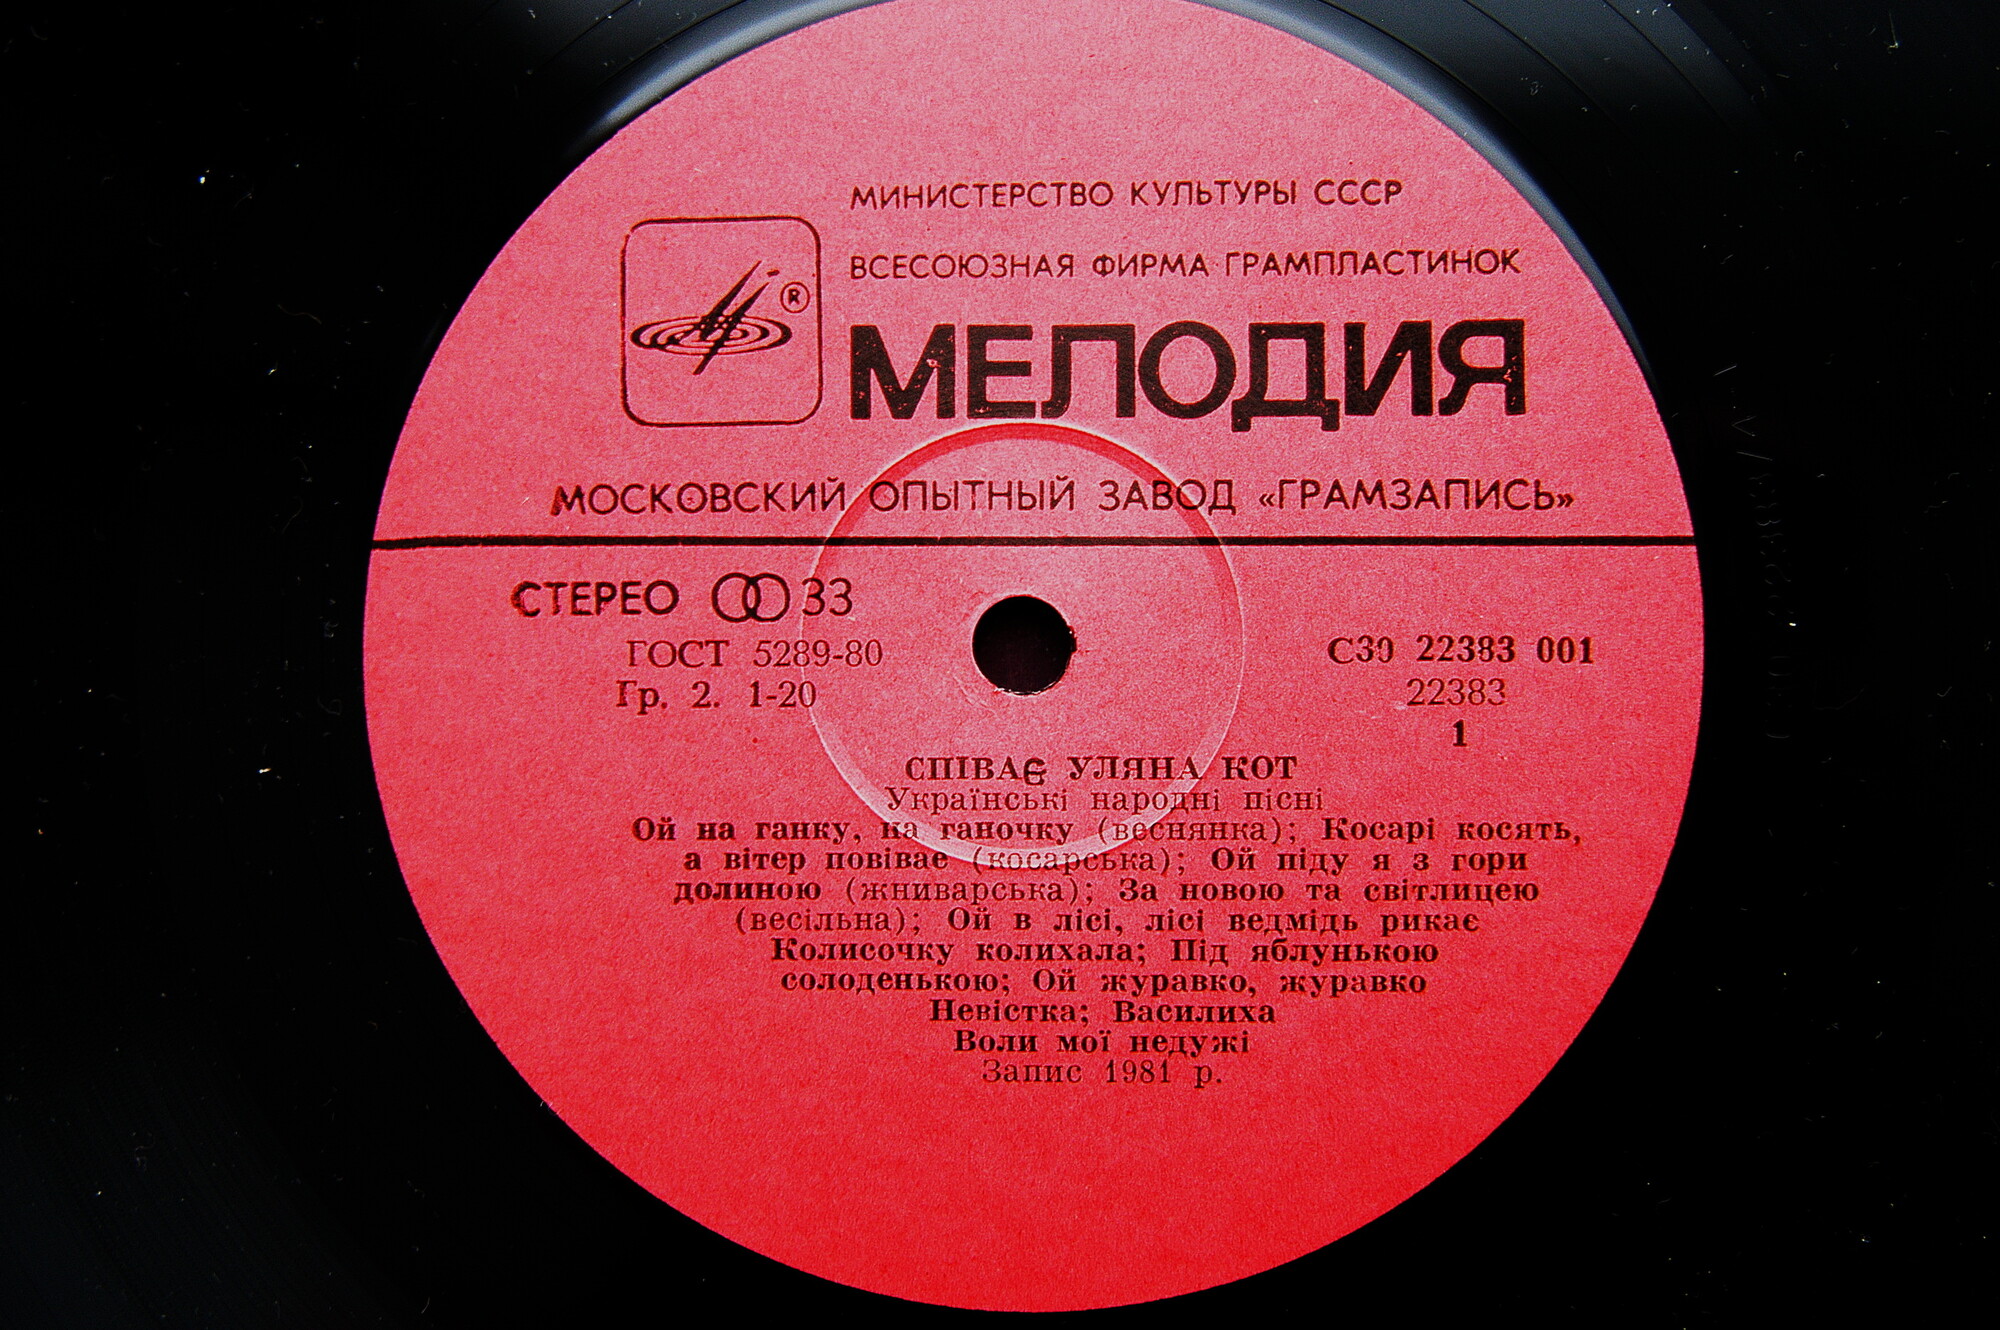 МИНИСТЕРСТВО КУЛЬТУРЫ СССР
ВСЕСОЮЗНАЯ ФИРМА ГРАМПЛАСТИНОК
®
МЕЛОДИЯ
МОСКОВСКИЙ ОПЫТНЫЙ ЗАВОД «ГРАМЗАПИСЬ»
СТЕРЕО 33
ГОСТ 5289-80
Гр. 2. 1-20
С30 22383 001
22383
1
СПІВАЄ УЛЯНА КОТ
Українські народні пісні
Ой на ганку, на ганочку (веснянка); Косарі косять,
а вітер повіває (косарська); Ой піду я з гори
долиною (жниварська); За новою та світлицею
(весільна); Ой в лісі, лісі ведмідь рикає
Колисочку колихала; Під яблунькою
солоденькою; Ой журавко, журавко
Невістка; Василиха
Воли мої недужі
Запис 1981 р.